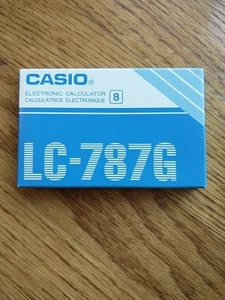 CASIO®
ELECTRONIC CALCULATOR
CALCULATRICE ELECTRONIQUE 8
LC-787G